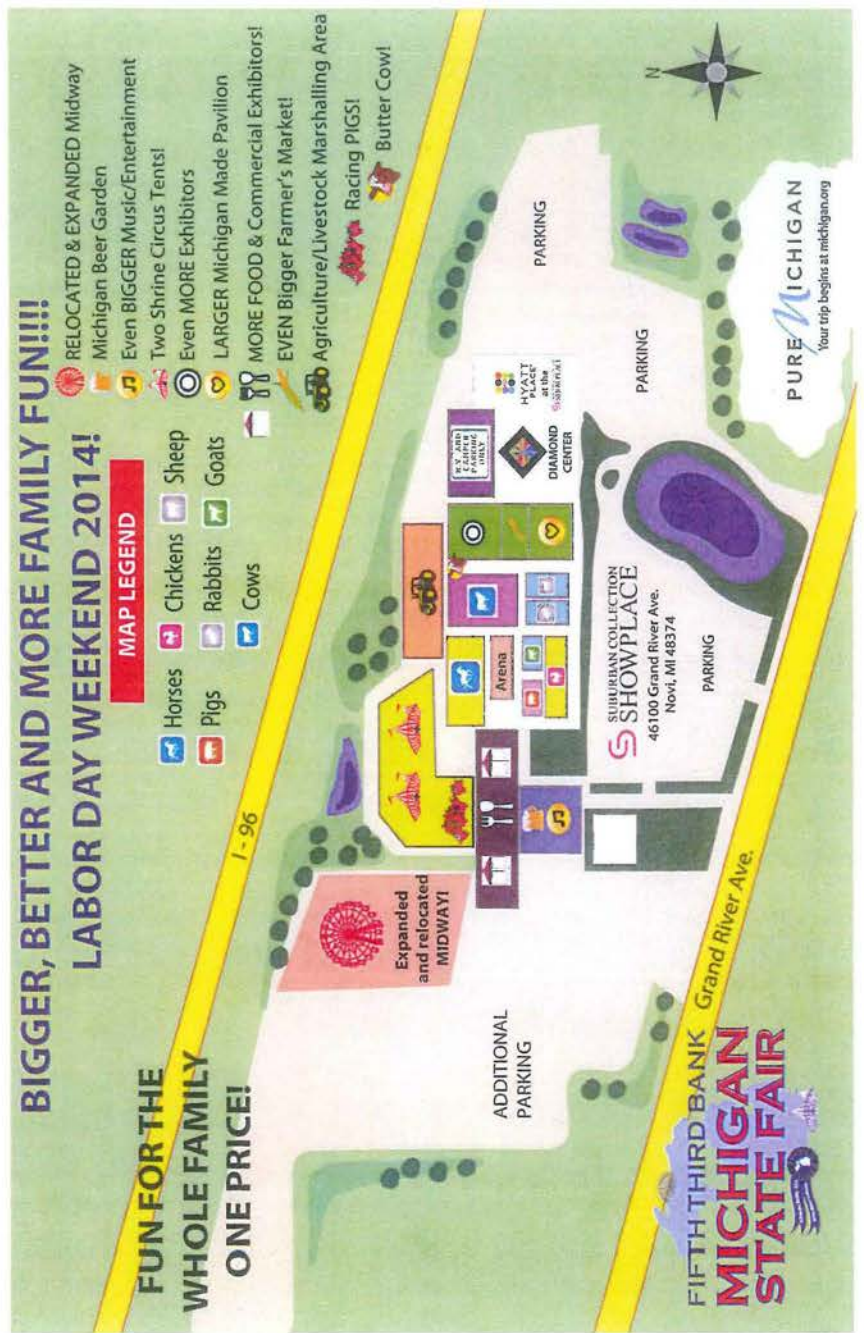 BIGGER, BETTER AND MORE FAMILY FUN!!!!
LABOR DAY WEEKEND 2014!
FUN FOR THE
WHOLE FAMILY
ONE PRICE!
MAP LEGEND
Horses
Chickens
Sheep
Pigs
Rabbits
Goats
Cows
RELOCATED & EXPANDED Midway
Michigan Beer Garden
Even BIGGER Music/Entertainment
Two Shrine Circus Tents!
Even MORE Exhibitors
LARGER Michigan Made Pavilion
MORE FOOD & Commercial Exhibitors!
EVEN Bigger Farmer's Market!
Agriculture/Livestock Marshalling Area
Racing PIGS!
Butter Cow!
I - 96
N
Expanded
and relocated
MIDWAY!
ADDITIONAL
PARKING
Arena
R.V. AND
CAMPER
PARKING
ONLY
DIAMOND
CENTER
HYATT
PLACE
at the
PARKING
PARKING
SUBURBAN COLLECTION
SHOWPLACE
46100 Grand River Ave.
Novi, MI 48374
PARKING
Grand River Ave.
FIFTH THIRD BANK
MICHIGAN
STATE FAIR
PURE MICHIGAN
Your trip begins at michigan.org